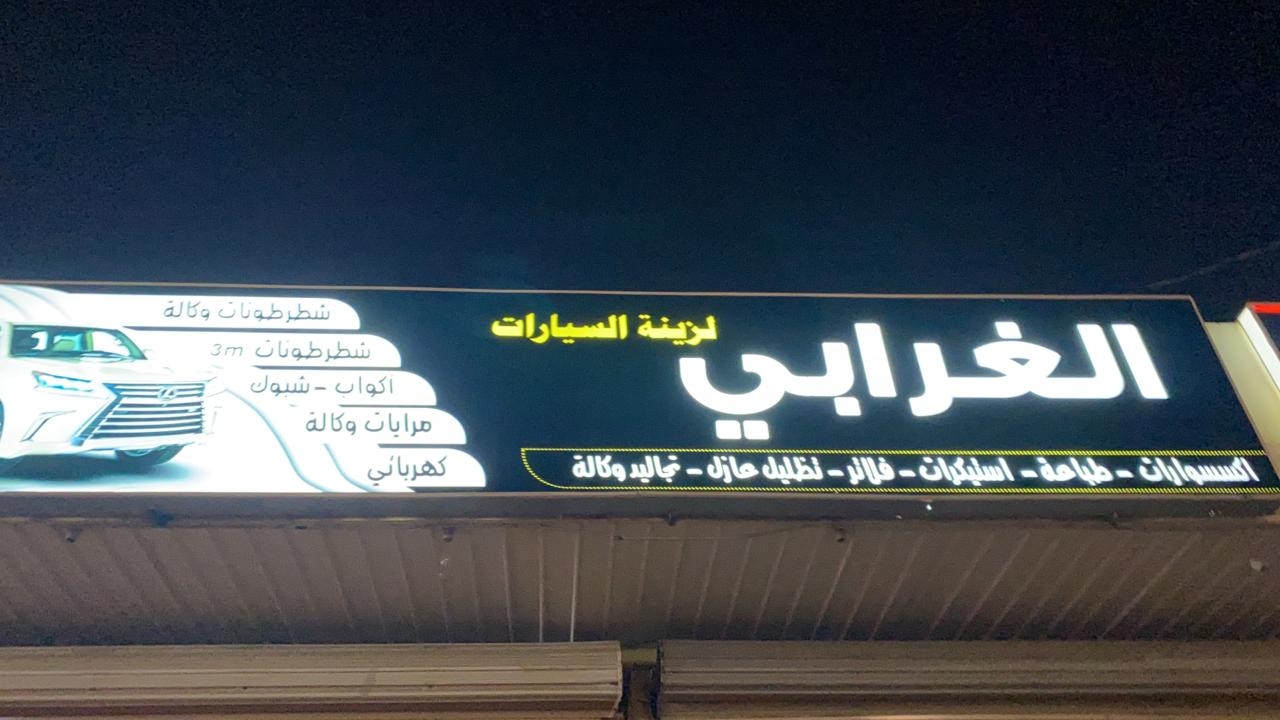 الغرابي
لزينة السيارات
اكسسوارات - طباعة - استيكرات - فلاتر - تظليل عازل - تجاليد وكالة
شطرطونات وكالة
شطرطونات 3m
اكواب - شبوك
مرايات وكالة
كهربائي